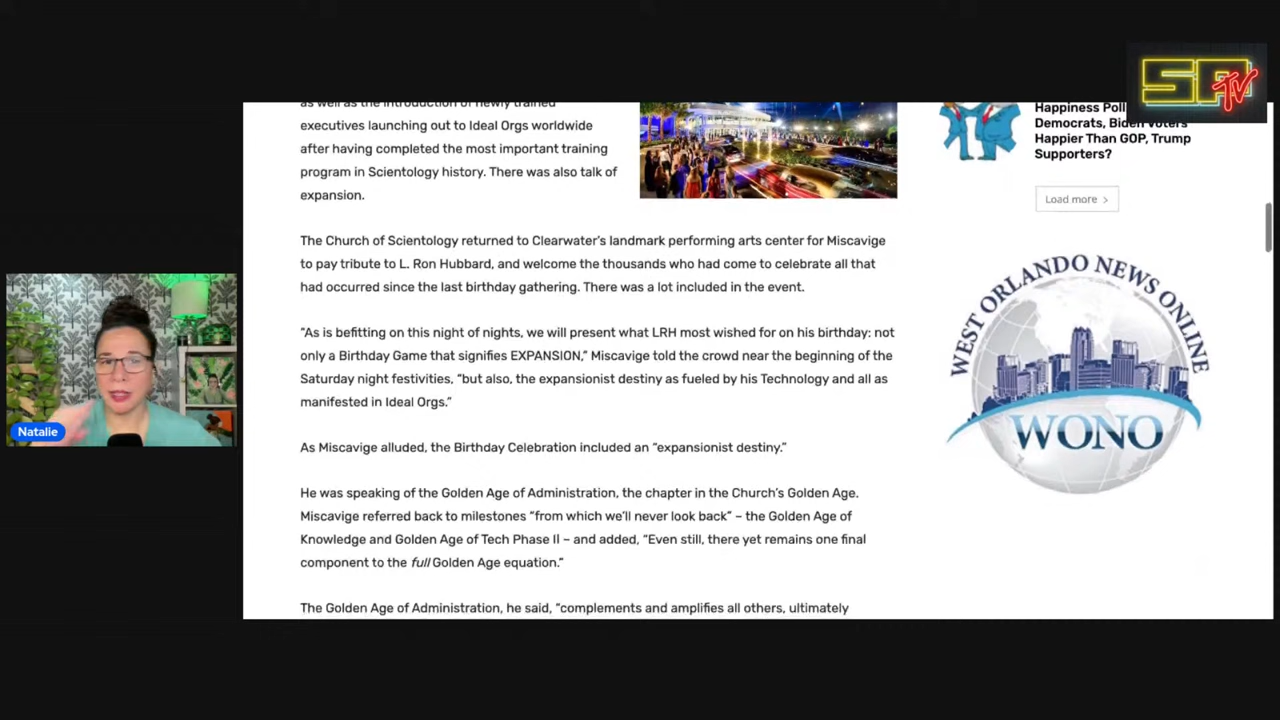 SPTV
as well as the introduction of newly trained
executives launching out to Ideal Orgs worldwide
after having completed the most important training
program in Scientology history. There was also talk of
expansion.
The Church of Scientology returned to Clearwater’s landmark performing arts center for Miscavige
to pay tribute to L. Ron Hubbard, and welcome the thousands who had come to celebrate all that
had occurred since the last birthday gathering. There was a lot included in the event.
“As is befitting on this night of nights, we will present what LRH most wished for on his birthday: not
only a Birthday Game that signifies EXPANSION,” Miscavige told the crowd near the beginning of the
Saturday night festivities, “but also, the expansionist destiny as fueled by his Technology and all as
manifested in Ideal Orgs.”
As Miscavige alluded, the Birthday Celebration included an “expansionist destiny.”
He was speaking of the Golden Age of Administration, the chapter in the Church’s Golden Age.
Miscavige referred back to milestones “from which we’ll never look back” – the Golden Age of
Knowledge and Golden Age of Tech Phase II – and added, “Even still, there yet remains one final
component to the full Golden Age equation.”
The Golden Age of Administration, he said, “complements and amplifies all others, ultimately
Happiness Poll
Democrats, Biden Voters
Happier Than GOP, Trump
Supporters?
Load more >
WEST ORLANDO NEWS ONLINE
WONO
Natalie